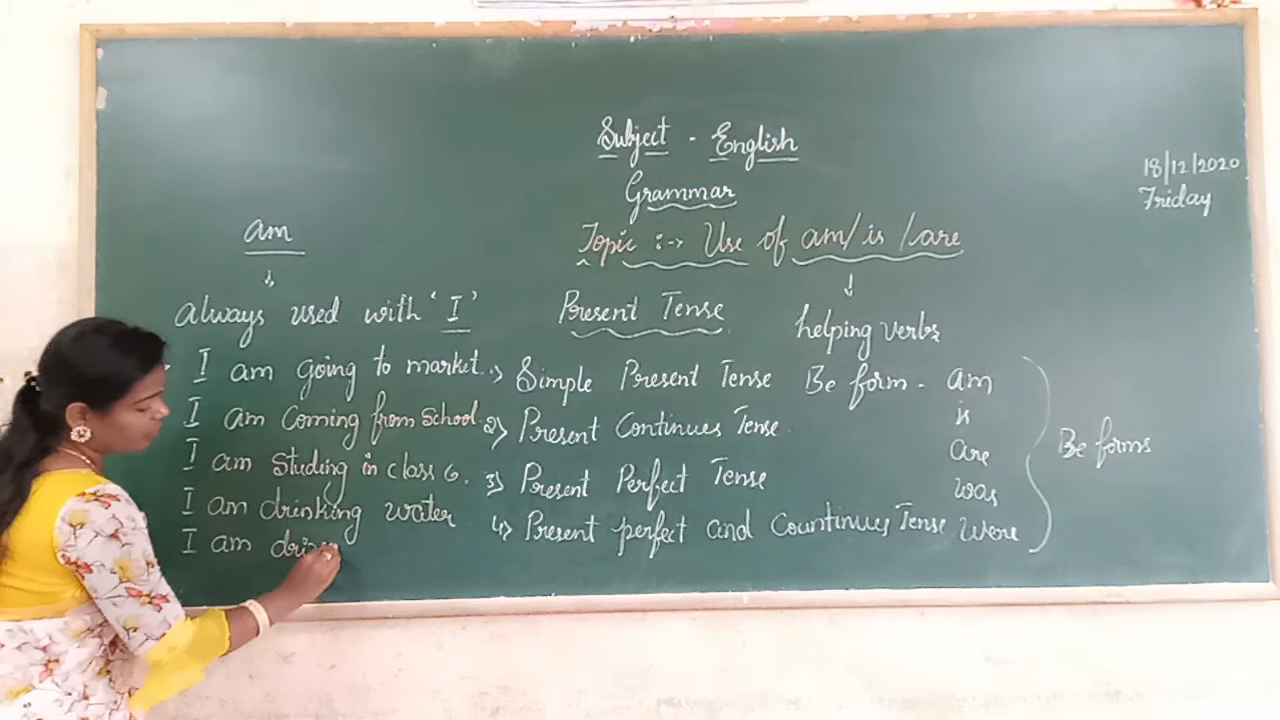 Subject - English
Grammar
18/12/2020
Friday
Topic :-> Use of am/is/are
am
always used with 'I'
I am going to market.
I am coming from School.
I am studing in class 6.
I am drinking water
I am
Present Tense
helping verbs
Simple Present Tense
2) Present Continues Tense.
3) Present Perfect Tense
4) Present perfect and Countinues Tense
Be form - am
is
are
was
were
Be forms